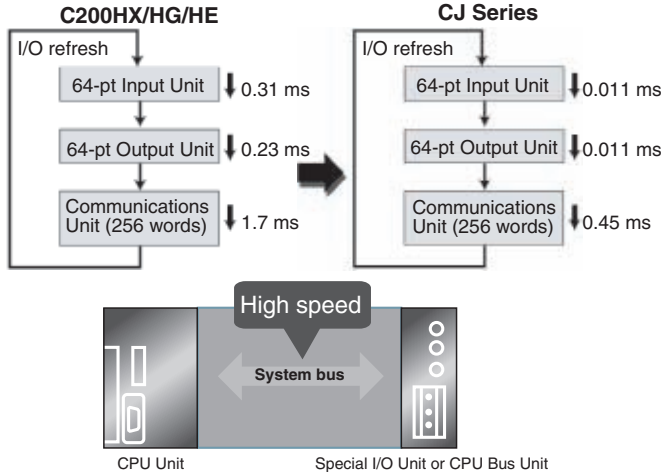 C200HX/HG/HE
I/O refresh
64-pt Input Unit
0.31 ms
64-pt Output Unit
0.23 ms
Communications
Unit (256 words)
1.7 ms
CJ Series
I/O refresh
64-pt Input Unit
0.011 ms
64-pt Output Unit
0.011 ms
Communications
Unit (256 words)
0.45 ms
High speed
System bus
CPU Unit
Special I/O Unit or CPU Bus Unit